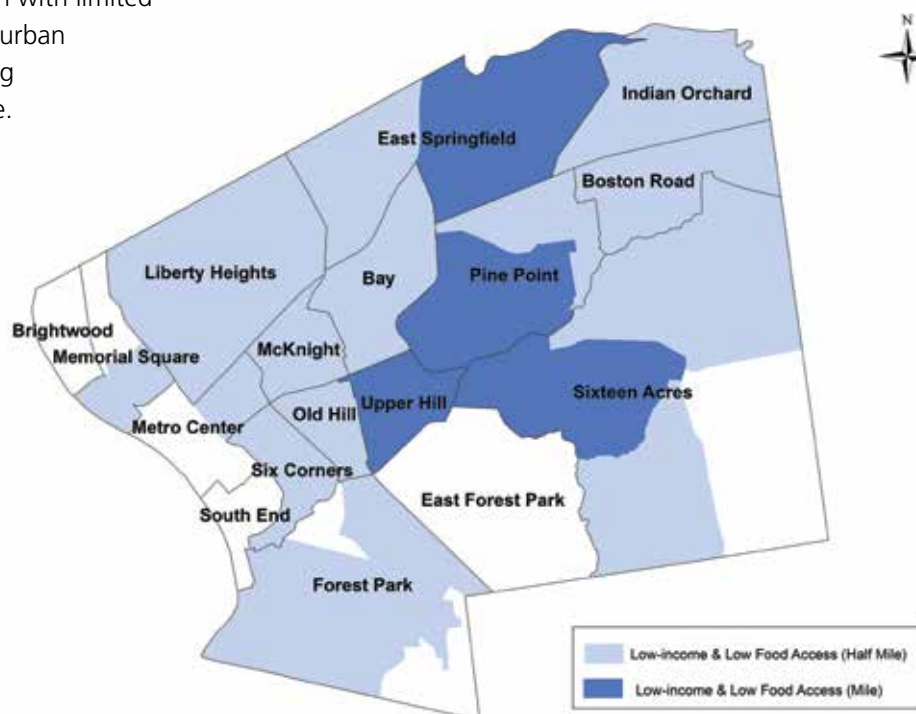 with limited
urban
e.
N
Indian Orchard
East Springfield
Boston Road
Liberty Heights
Bay
Pine Point
Brightwood
Memorial Square
McKnight
Sixteen Acres
Upper Hill
Old Hill
Metro Center
Six Corners
East Forest Park
South End
Forest Park
Low-income & Low Food Access (Half Mile)
Low-income & Low Food Access (Mile)